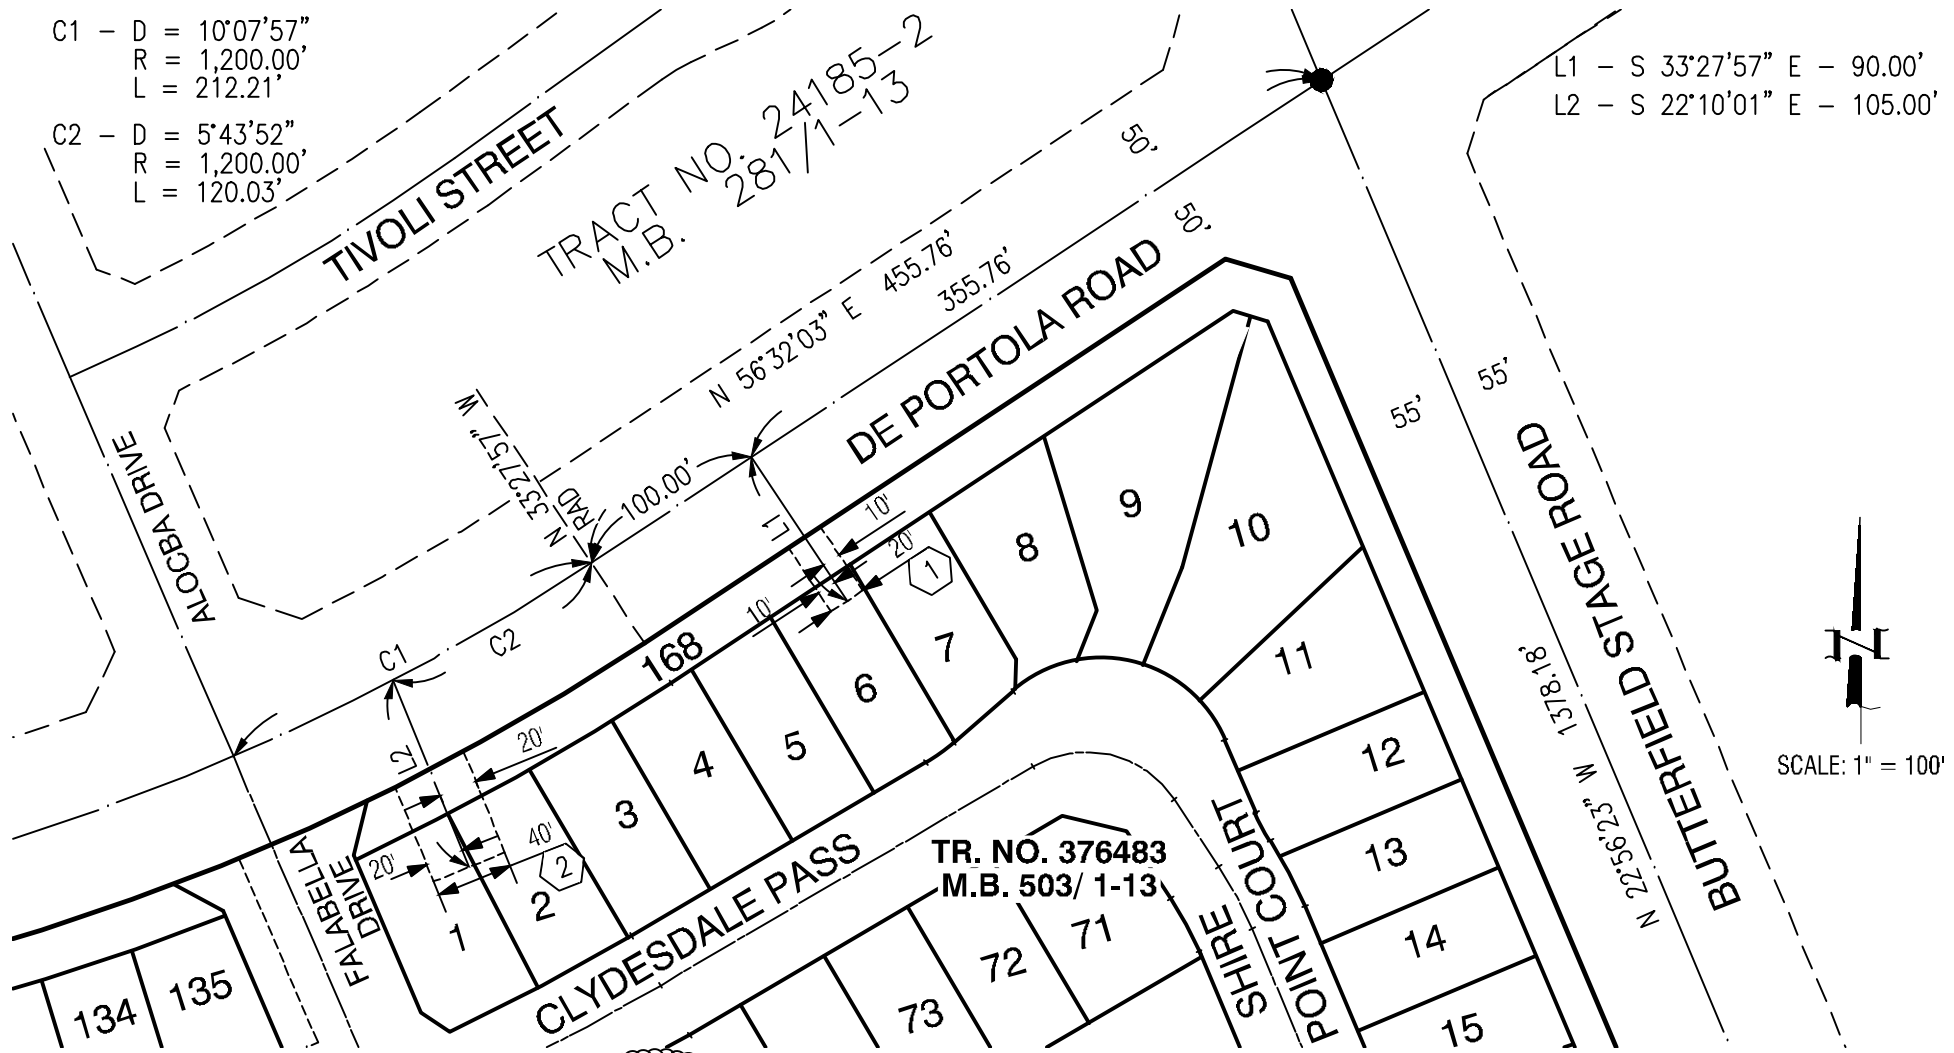 C1 - D = 10°07'57"
R = 1,200.00'
L = 212.21'
C2 - D = 5°43'52"
R = 1,200.00'
L = 120.03'
L1 - S 33°27'57" E - 90.00'
L2 - S 22°10'01" E - 105.00'
TIVOLI STREET
TRACT NO. 24185-2
M.B. 281/1-13
50'
50'
N 56°32'03" E 455.76'
355.76'
DE PORTOLA ROAD
55'
55'
BUTTERFIELD STAGE ROAD
N 22°56'23" W 1378.18'
ALOCBA DRIVE
N 33°27'57" W
RAD
100.00'
L1
10'
20'
1
10'
C1
C2
168
L2
20'
20'
40'
2
FALABELLA
DRIVE
1
2
3
4
5
6
7
8
9
10
11
12
13
14
15
CLYDESDALE PASS
TR. NO. 376483
M.B. 503/ 1-13
SHIRE
POINT COURT
71
72
73
134
135
N
SCALE: 1" = 100'